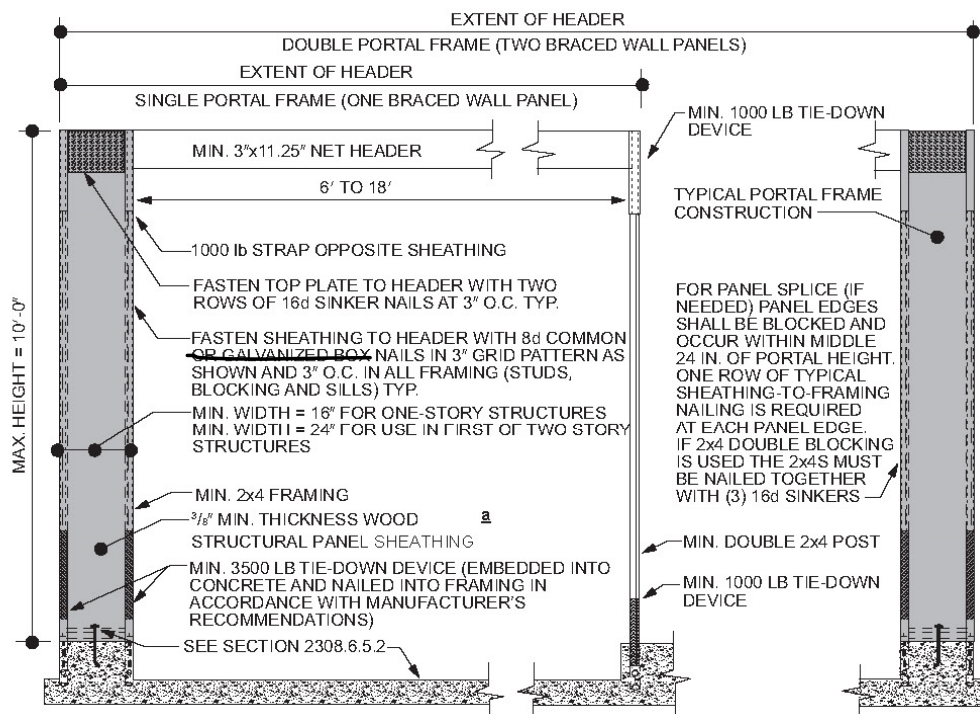 EXTENT OF HEADER
DOUBLE PORTAL FRAME (TWO BRACED WALL PANELS)
EXTENT OF HEADER
SINGLE PORTAL FRAME (ONE BRACED WALL PANEL)
MIN. 1000 LB TIE-DOWN
DEVICE
MIN. 3"x11.25" NET HEADER
6' TO 18'
TYPICAL PORTAL FRAME
CONSTRUCTION
1000 lb STRAP OPPOSITE SHEATHING
FASTEN TOP PLATE TO HEADER WITH TWO
ROWS OF 16d SINKER NAILS AT 3" O.C. TYP.
FASTEN SHEATHING TO HEADER WITH 8d COMMON
OR GALVANIZED BOX NAILS IN 3" GRID PATTERN AS
SHOWN AND 3" O.C. IN ALL FRAMING (STUDS,
BLOCKING AND SILLS) TYP.
MIN. WIDTH = 16" FOR ONE-STORY STRUCTURES
MIN. WIDTH = 24" FOR USE IN FIRST OF TWO STORY
STRUCTURES
FOR PANEL SPLICE (IF
NEEDED) PANEL EDGES
SHALL BE BLOCKED AND
OCCUR WITHIN MIDDLE
24 IN. OF PORTAL HEIGHT.
ONE ROW OF TYPICAL
SHEATHING-TO-FRAMING
NAILING IS REQUIRED
AT EACH PANEL EDGE.
IF 2x4 DOUBLE BLOCKING
IS USED THE 2x4S MUST
BE NAILED TOGETHER
WITH (3) 16d SINKERS
MAX. HEIGHT = 10'-0"
MIN. 2x4 FRAMING
3/8" MIN. THICKNESS WOOD a
STRUCTURAL PANEL SHEATHING
MIN. 3500 LB TIE-DOWN DEVICE (EMBEDDED INTO
CONCRETE AND NAILED INTO FRAMING IN
ACCORDANCE WITH MANUFACTURER'S
RECOMMENDATIONS)
MIN. DOUBLE 2x4 POST
MIN. 1000 LB TIE-DOWN
DEVICE
SEE SECTION 2308.6.5.2